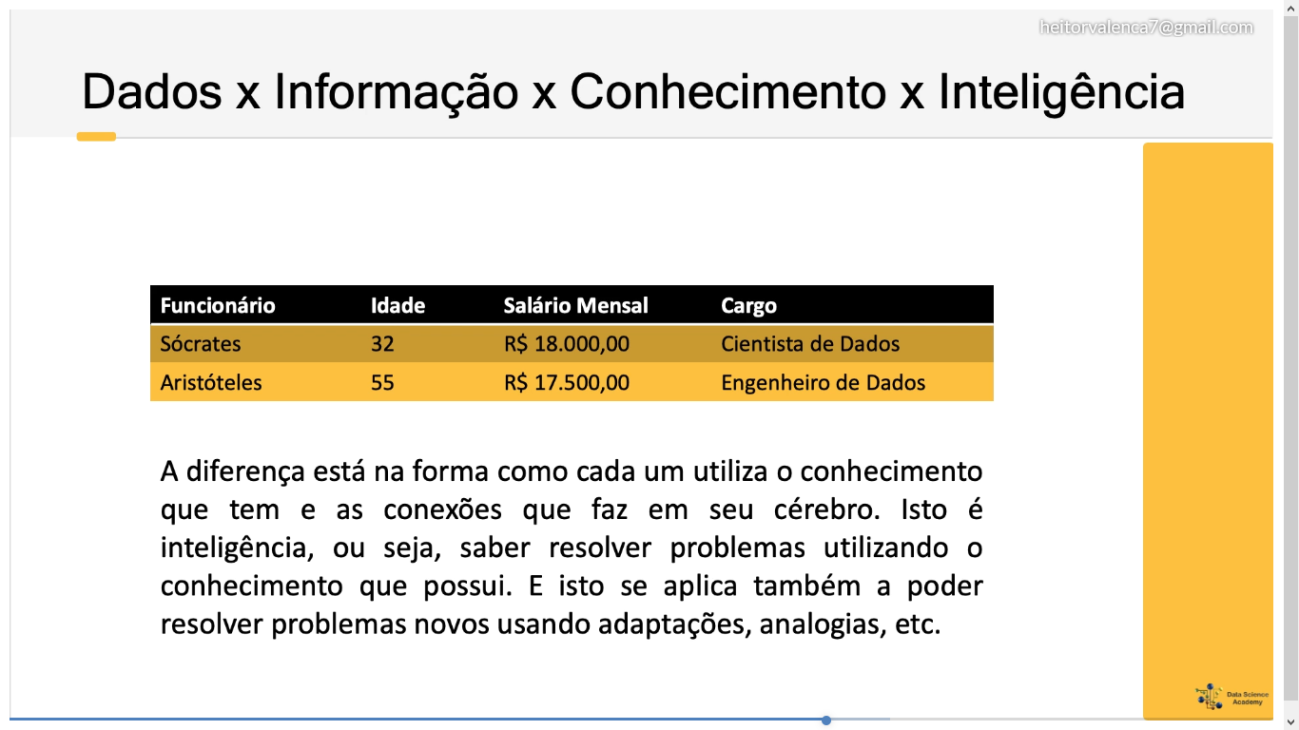 heitorvalenca7@gmail.com
Dados x Informação x Conhecimento x Inteligência
Funcionário Idade Salário Mensal Cargo
Sócrates 32 R$ 18.000,00 Cientista de Dados
Aristóteles 55 R$ 17.500,00 Engenheiro de Dados
A diferença está na forma como cada um utiliza o conhecimento
que tem e as conexões que faz em seu cérebro. Isto é
inteligência, ou seja, saber resolver problemas utilizando o
conhecimento que possui. E isto se aplica também a poder
resolver problemas novos usando adaptações, analogias, etc.
Data Science
Academy